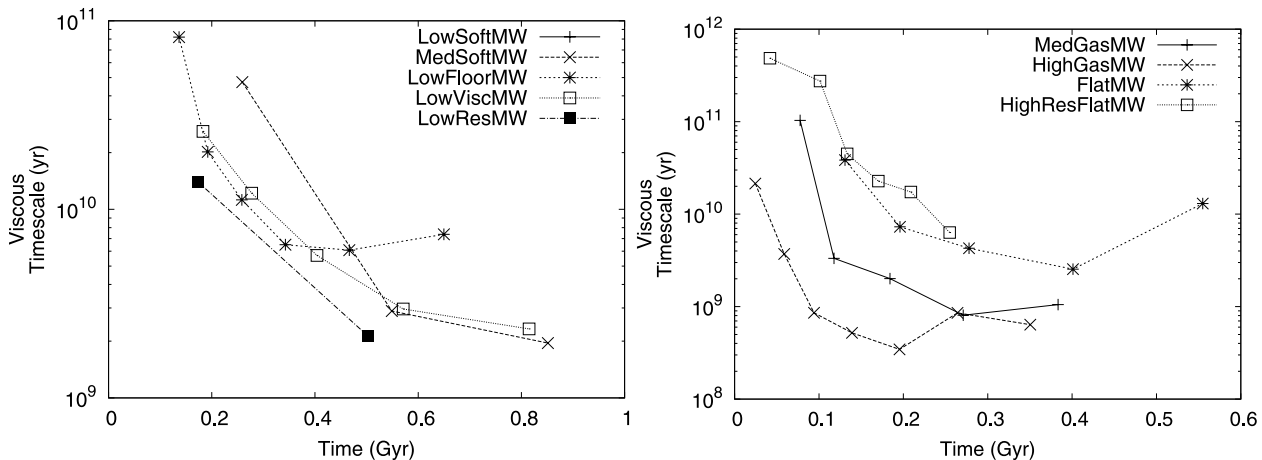 10^11
10^10
10^9
Viscous
Timescale (yr)
LowSoftMW
MedSoftMW
LowFloorMW
LowViscMW
LowResMW
0
0.2
0.4
0.6
0.8
1
Time (Gyr)
10^12
10^11
10^10
10^9
10^8
Viscous
Timescale (yr)
MedGasMW
HighGasMW
FlatMW
HighResFlatMW
0
0.1
0.2
0.3
0.4
0.5
0.6
Time (Gyr)